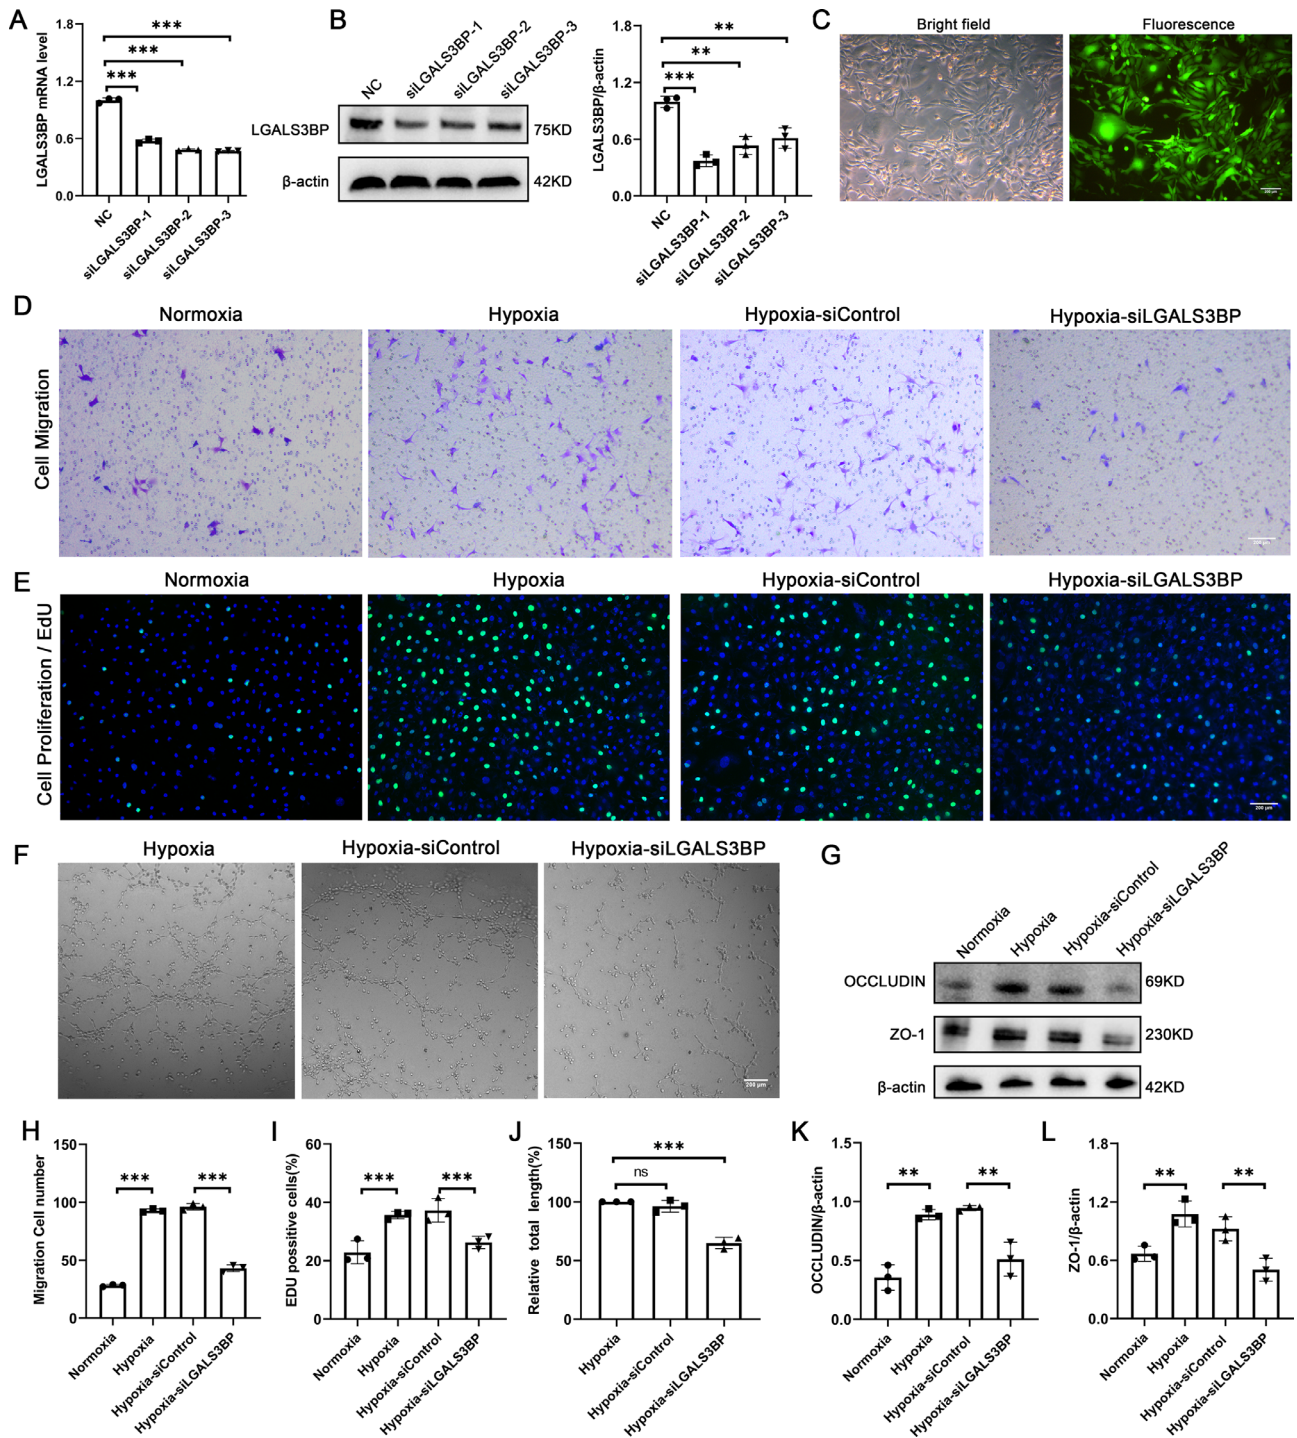 A
LGALS3BP mRNA level
1.8
1.2
0.6
0.0
***
***
***
NC
siLGALS3BP-1
siLGALS3BP-2
siLGALS3BP-3
B
NC
siLGALS3BP-1
siLGALS3BP-2
siLGALS3BP-3
LGALS3BP
75KD
β-actin
42KD
LGALS3BP/β-actin
1.8
1.2
0.6
0.0
**
**
***
NC
siLGALS3BP-1
siLGALS3BP-2
siLGALS3BP-3
C
Bright field
Fluorescence
200 μm
D
Normoxia
Hypoxia
Hypoxia-siControl
Hypoxia-siLGALS3BP
Cell Migration
200 μm
E
Normoxia
Hypoxia
Hypoxia-siControl
Hypoxia-siLGALS3BP
Cell Proliferation / EdU
200 μm
F
Hypoxia
Hypoxia-siControl
Hypoxia-siLGALS3BP
200 μm
G
Normoxia
Hypoxia
Hypoxia-siControl
Hypoxia-siLGALS3BP
OCCLUDIN
69KD
ZO-1
230KD
β-actin
42KD
H
Migration Cell number
150
100
50
0
***
***
Normoxia
Hypoxia
Hypoxia-siControl
Hypoxia-siLGALS3BP
I
EDU possitive cells(%)
60
40
20
0
***
***
Normoxia
Hypoxia
Hypoxia-siControl
Hypoxia-siLGALS3BP
J
Relative total length(%)
150
100
50
0
***
ns
Hypoxia
Hypoxia-siControl
Hypoxia-siLGALS3BP
K
OCCLUDIN/β-actin
1.5
1.0
0.5
0.0
**
**
Normoxia
Hypoxia
Hypoxia-siControl
Hypoxia-siLGALS3BP
L
ZO-1/β-actin
1.8
1.2
0.6
0.0
**
**
Normoxia
Hypoxia
Hypoxia-siControl
Hypoxia-siLGALS3BP